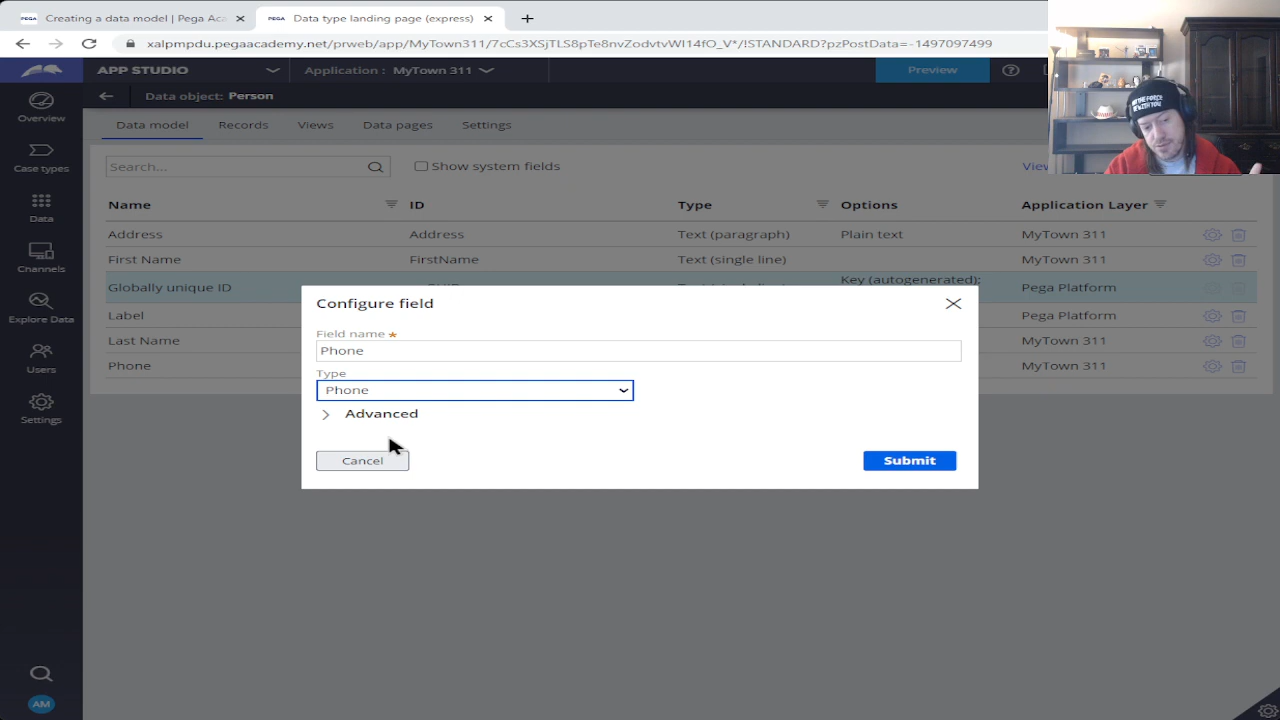 PEGA Creating a data model | Pega Aca
PEGA Data type landing page (express)
xalpmpdu.pegaacademy.net/prweb/app/MyTown311/7czs3XSjTLS8pTe8nvZodvtvWI14fO_V*/!STANDARD?pzPostData=-1497097499
APP STUDIO
Application : MyTown 311
Preview
Data object: Person
Overview
Case types
Data
Channels
Explore Data
Users
Settings
AM
Data model Records Views Data pages Settings
Search... Show system fields View
Name ID Type Options Application Layer
Address Address Text (paragraph) Plain text MyTown 311
First Name FirstName Text (single line) MyTown 311
Globally unique ID Key (autogenerated); Pega Platform
Label Pega Platform
Last Name MyTown 311
Phone MyTown 311
Configure field
Field name *
Phone
Type
Phone
Advanced
Cancel Submit